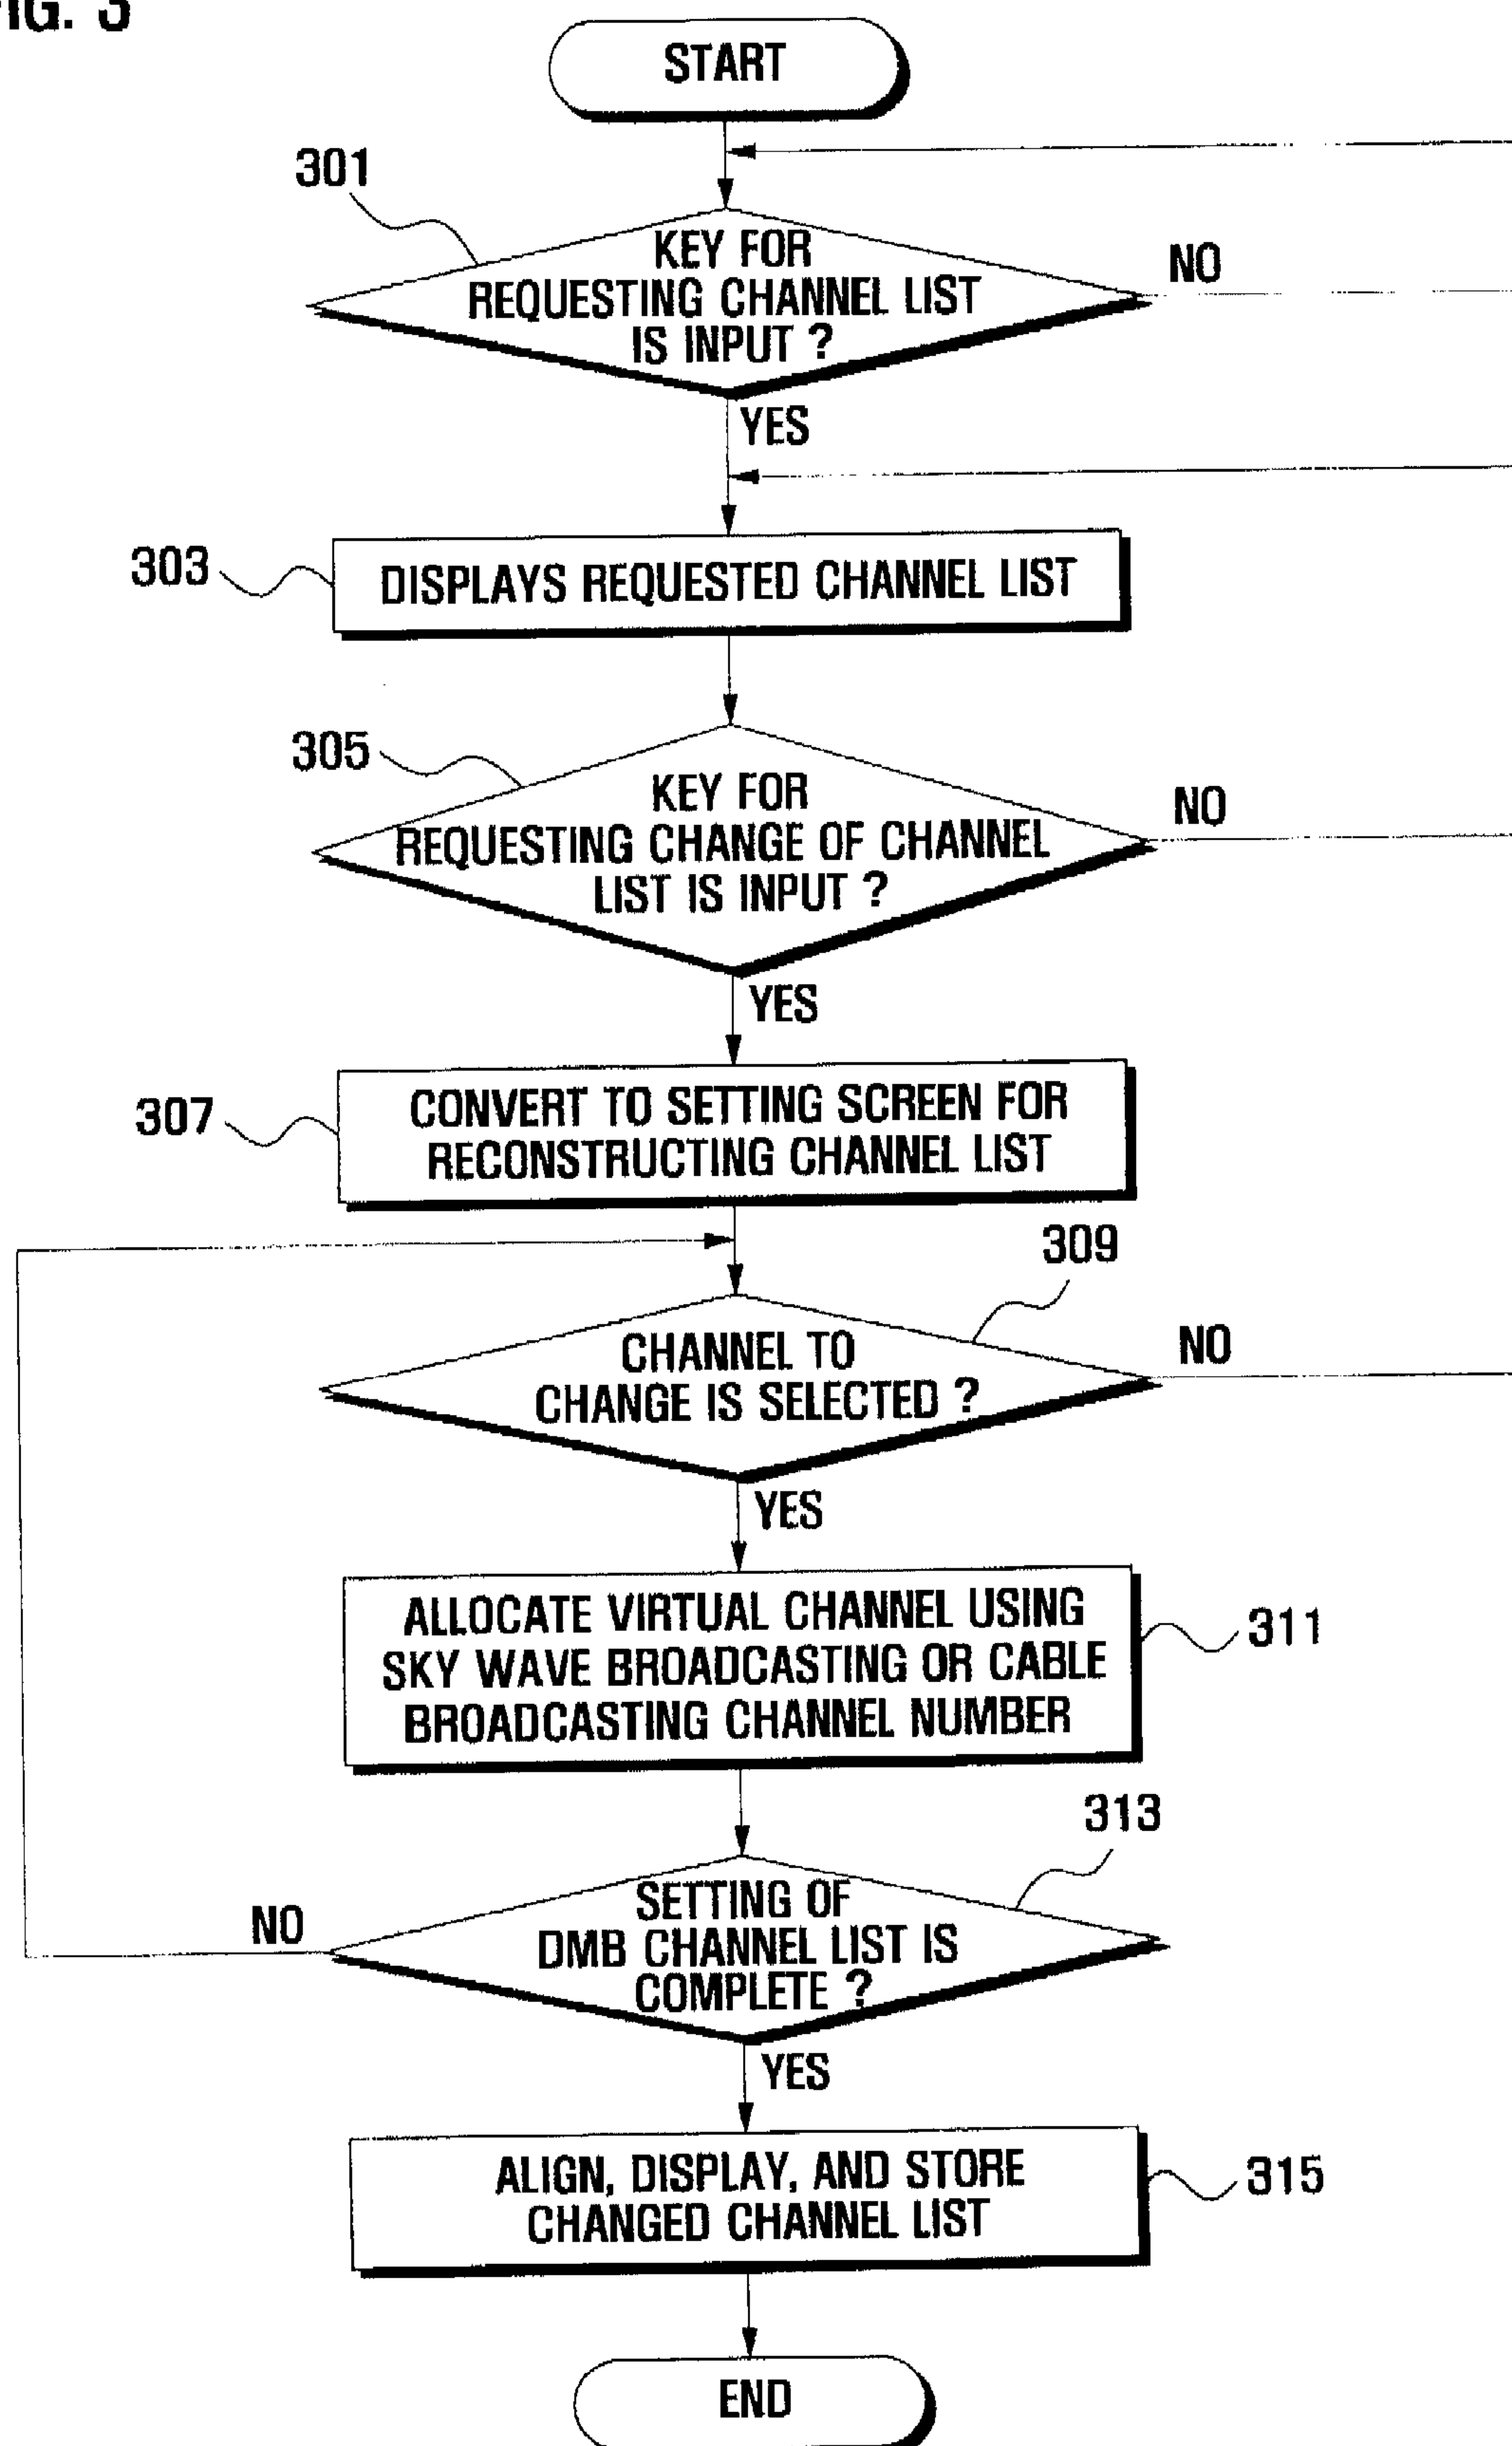 FIG. 3
START
301
KEY FOR
REQUESTING CHANNEL LIST
IS INPUT ?
NO
YES
303
DISPLAYS REQUESTED CHANNEL LIST
305
KEY FOR
REQUESTING CHANGE OF CHANNEL
LIST IS INPUT ?
NO
YES
307
CONVERT TO SETTING SCREEN FOR
RECONSTRUCTING CHANNEL LIST
309
CHANNEL TO
CHANGE IS SELECTED ?
NO
YES
ALLOCATE VIRTUAL CHANNEL USING
SKY WAVE BROADCASTING OR CABLE
BROADCASTING CHANNEL NUMBER
311
313
SETTING OF
DMB CHANNEL LIST IS
COMPLETE ?
NO
YES
ALIGN, DISPLAY, AND STORE
CHANGED CHANNEL LIST
315
END